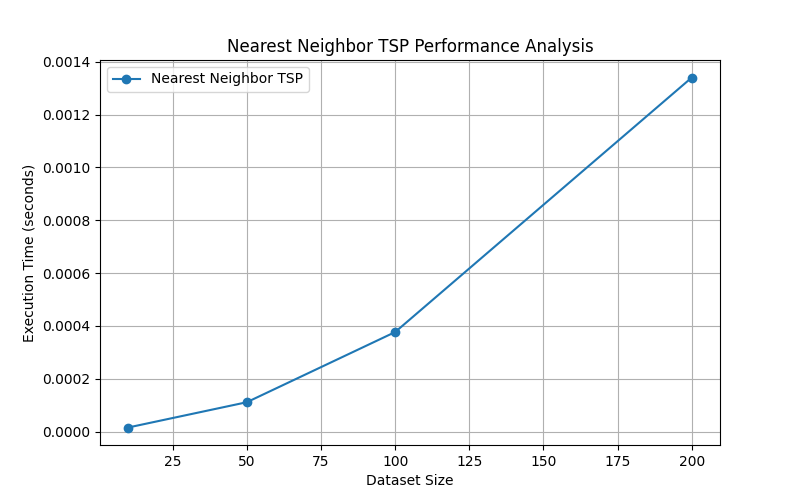 Nearest Neighbor TSP Performance Analysis
Nearest Neighbor TSP
Execution Time (seconds)
0.0014
0.0012
0.0010
0.0008
0.0006
0.0004
0.0002
0.0000
25 50 75 100 125 150 175 200
Dataset Size